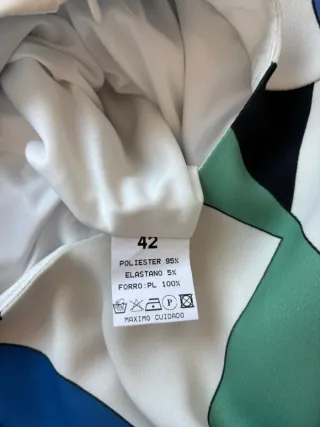 42
POLIESTER 95%
ELASTANO 5%
FORRO:PL 100%
P
MAXIMO CUIDADO